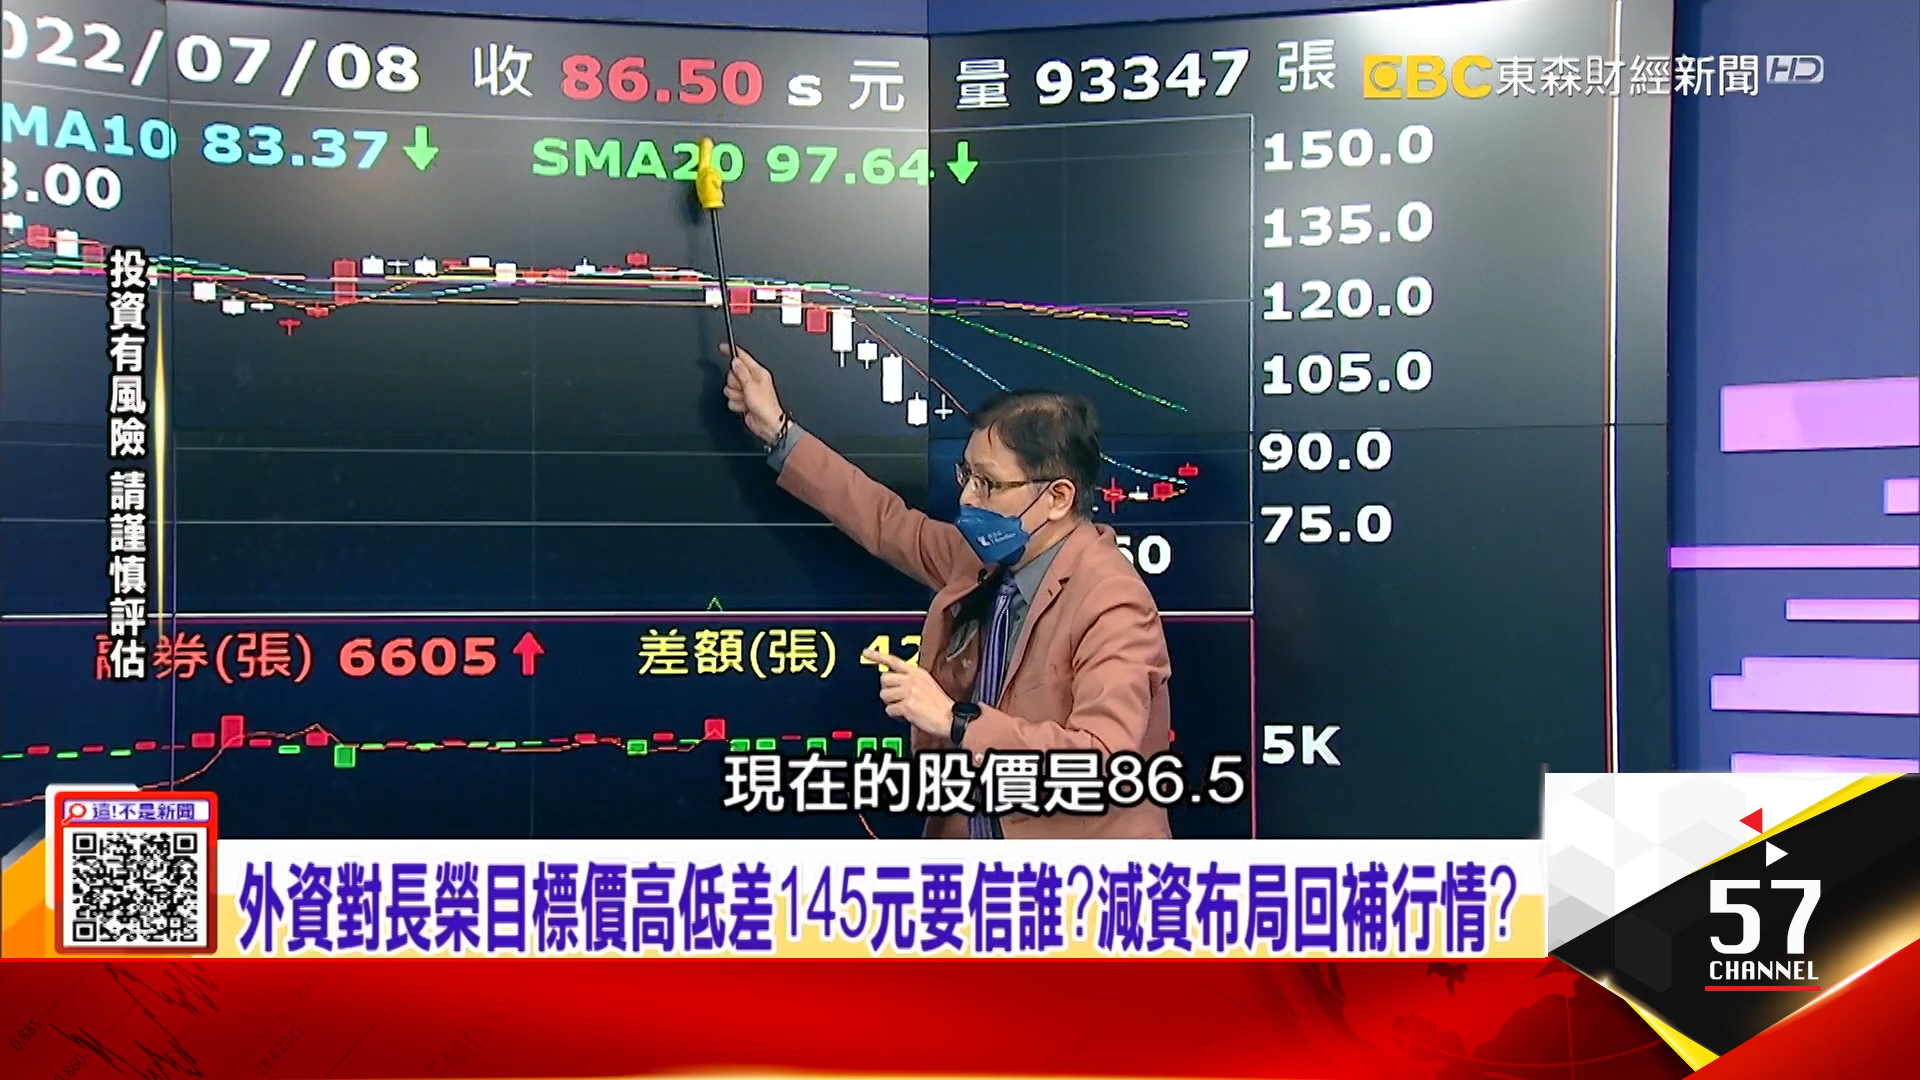 022/07/08 收 86.50 s 元 量 93347 張
EBC 東森財經新聞 HD
MA10 83.37↓ SMA20 97.64↓
3.00
150.0
135.0
120.0
105.0
90.0
75.0
60
投資有風險 請謹慎評估
券(張) 6605↑ 差額(張) 42
5K
現在的股價是86.5
這!不是新聞
外資對長榮目標價高低差145元要信誰?減資布局回補行情?
57
CHANNEL